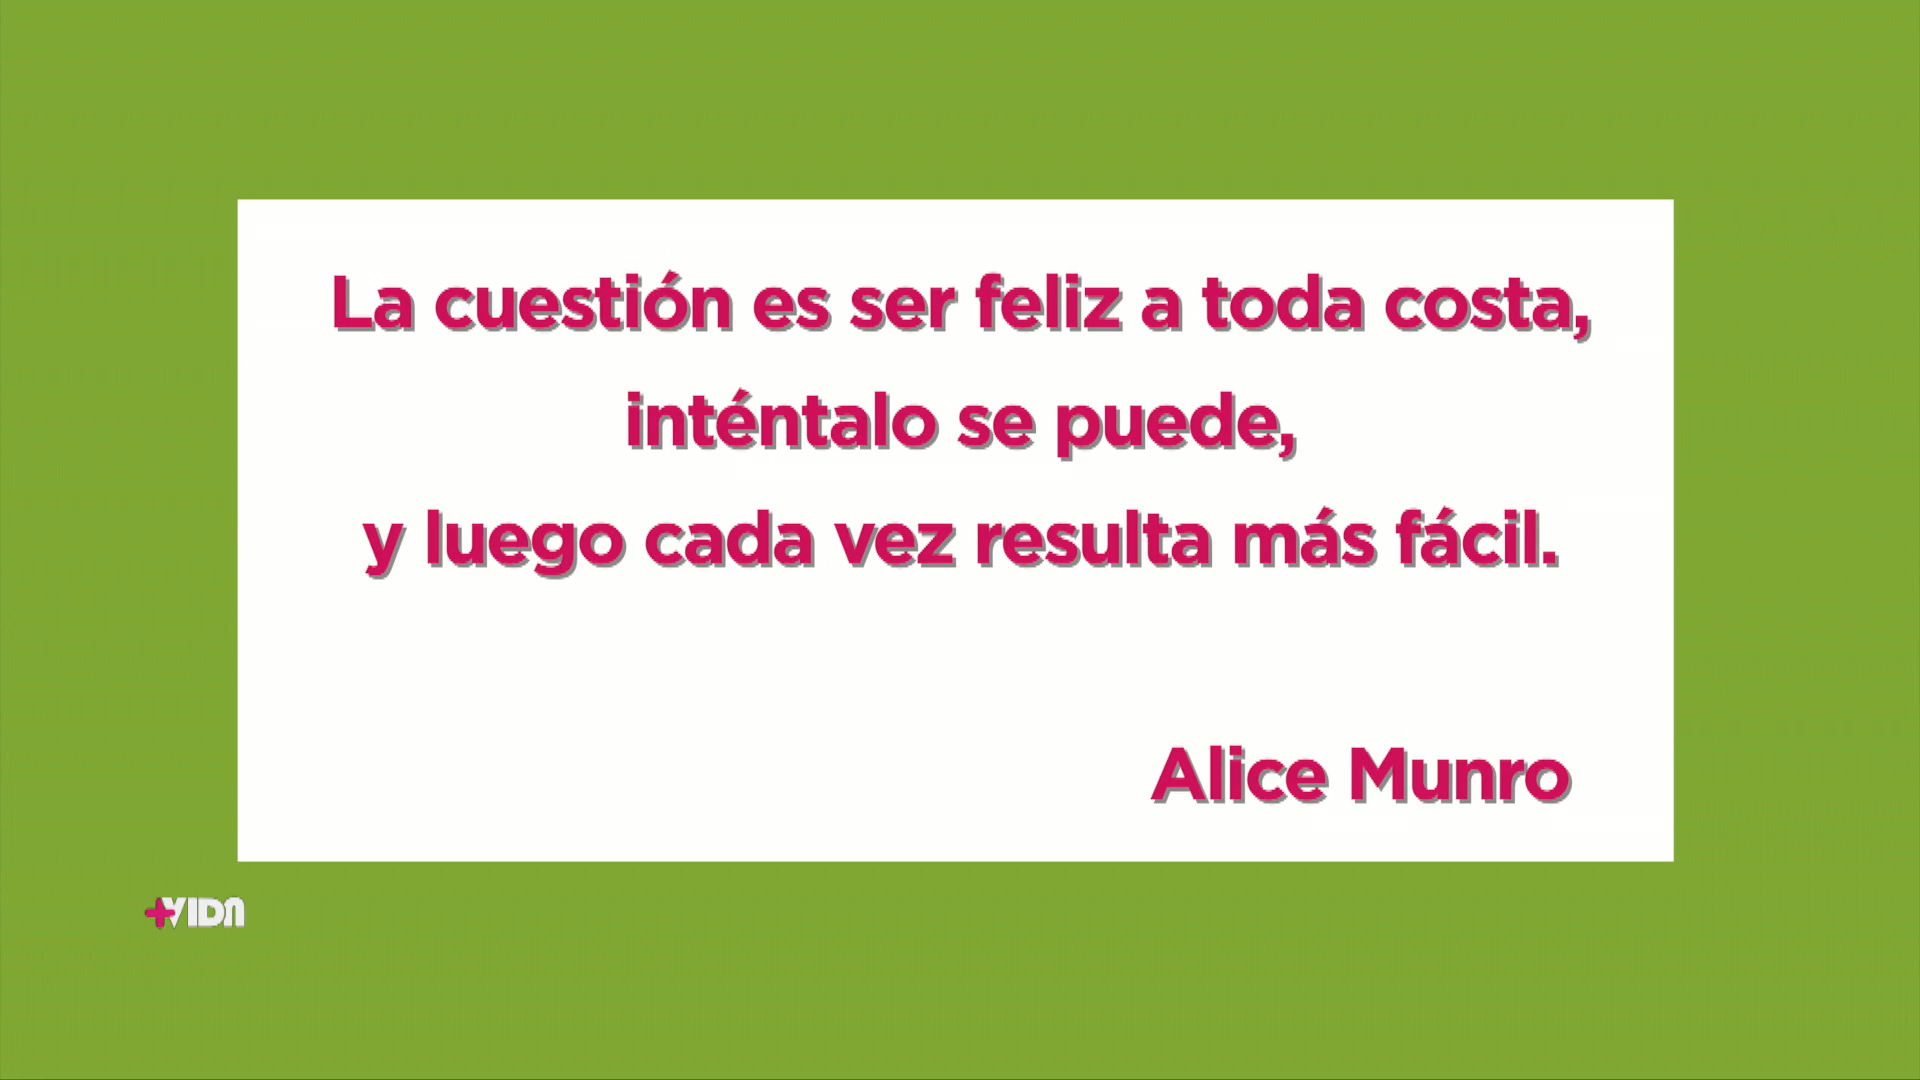 La cuestión es ser feliz a toda costa,
inténtalo se puede,
y luego cada vez resulta más fácil.
Alice Munro
+VIDA